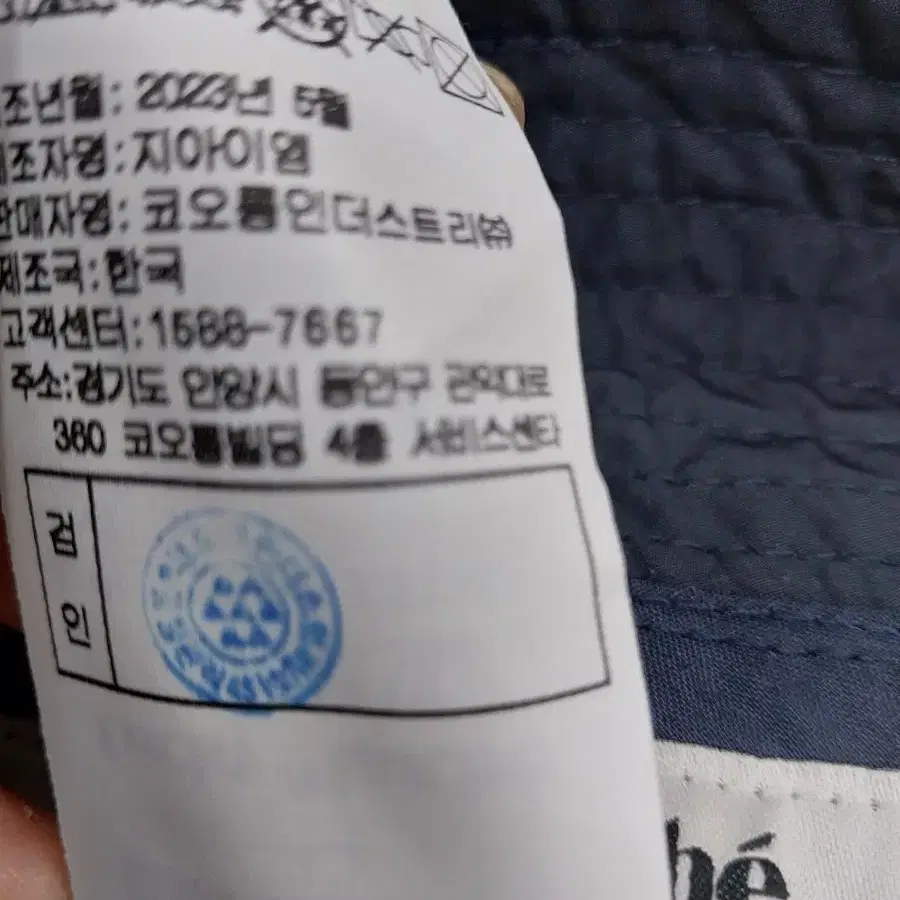 조년월: 2023년 5월
제조자명:지아이엠
판매자명: 코오롱인더스트리㈜
제조국:한국
고객센터:1588-7667
주소:경기도 안양시 동안구 관악대로
360 코오롱빌딩 4층 서비스센타
검
인
bé